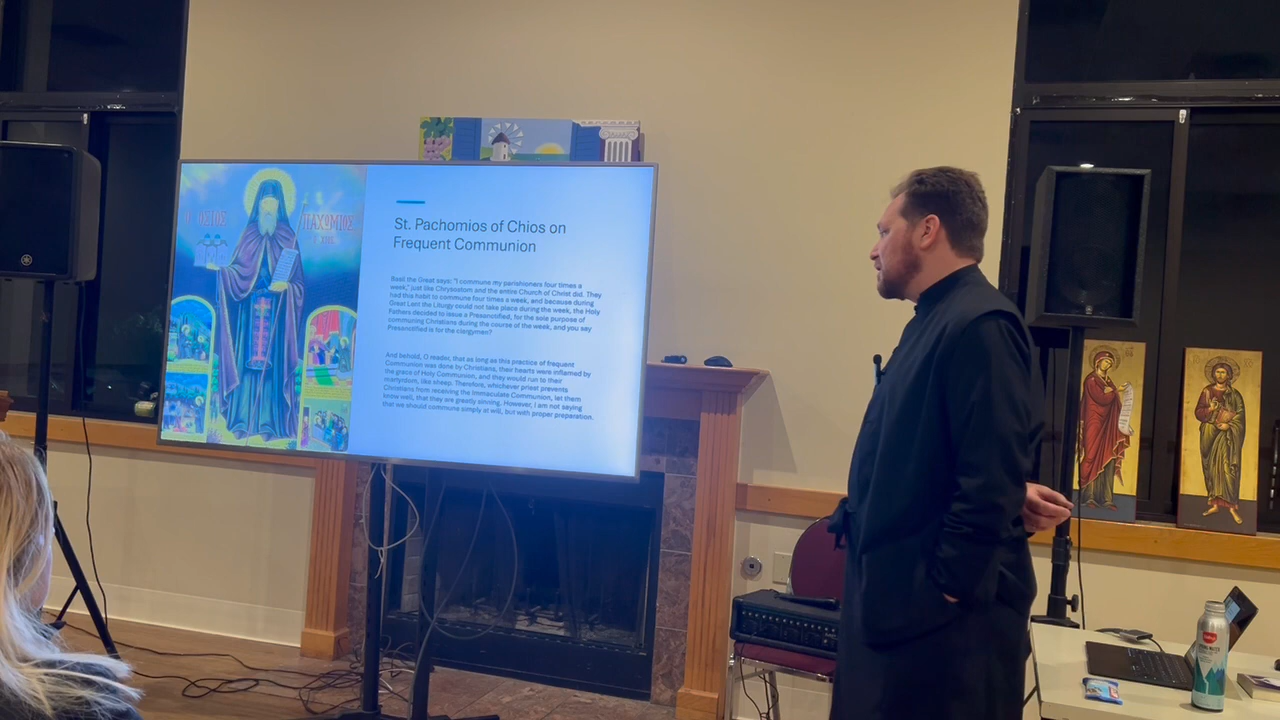 Ο ΟΣΙΟΣ
ΠΑΧΩΜΙΟΣ
St. Pachomios of Chios on
Frequent Communion
Basil the Great says: "I commune my parishioners four times a
week," just like Chrysostom and the entire Church of Christ did. They
had this habit to commune four times a week, and because during
Great Lent the Liturgy could not take place during the week, the Holy
Fathers decided to issue a Presanctified, for the sole purpose of
communing Christians during the course of the week, and you say
Presanctified is for the clergymen?
And behold, O reader, that as long as this practice of frequent
Communion was done by Christians, their hearts were inflamed by
the grace of Holy Communion, and they would run to their
martyrdom, like sheep. Therefore, whichever priest prevents
Christians from receiving the Immaculate Communion, let them
know well, that they are greatly sinning. However, I am not saying
that we should commune simply at will, but with proper preparation.